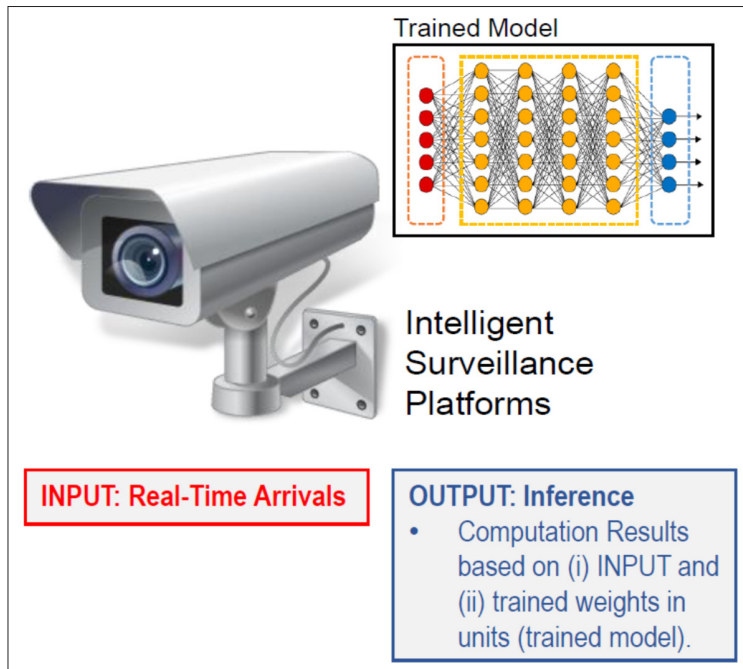 Trained Model
Intelligent
Surveillance
Platforms
INPUT: Real-Time Arrivals
OUTPUT: Inference
• Computation Results
based on (i) INPUT and
(ii) trained weights in
units (trained model).